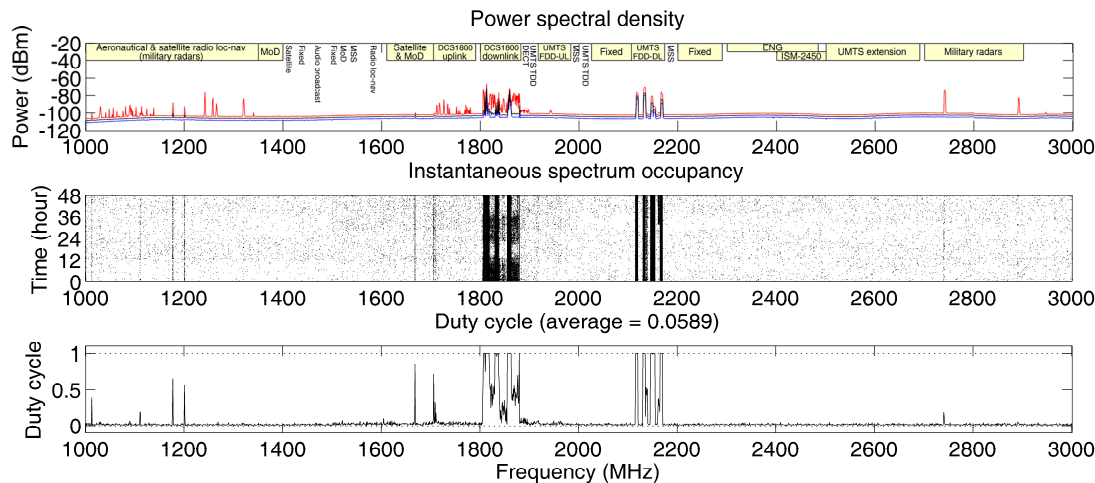 Power spectral density
Power (dBm)
-20
-40
-60
-80
-100
-120
Aeronautical & satellite radio loc-nav
(military radars)
MoD
Satellite
Fixed
Audio broadcast
Fixed
MoD
MSS
Radio loc-nav
Satellite
& MoD
DCS1800
uplink
DCS1800
downlink
DECT
UMTS TDD
UMTS
FDD-UL
MSS
UMTS TDD
Fixed
UMTS
FDD-DL
MSS
Fixed
ENG
ISM-2450
UMTS extension
Military radars
1000 1200 1400 1600 1800 2000 2200 2400 2600 2800 3000
Instantaneous spectrum occupancy
Time (hour)
48
36
24
12
0
1000 1200 1400 1600 1800 2000 2200 2400 2600 2800 3000
Duty cycle (average = 0.0589)
Duty cycle
1
0.5
0
1000 1200 1400 1600 1800 2000 2200 2400 2600 2800 3000
Frequency (MHz)